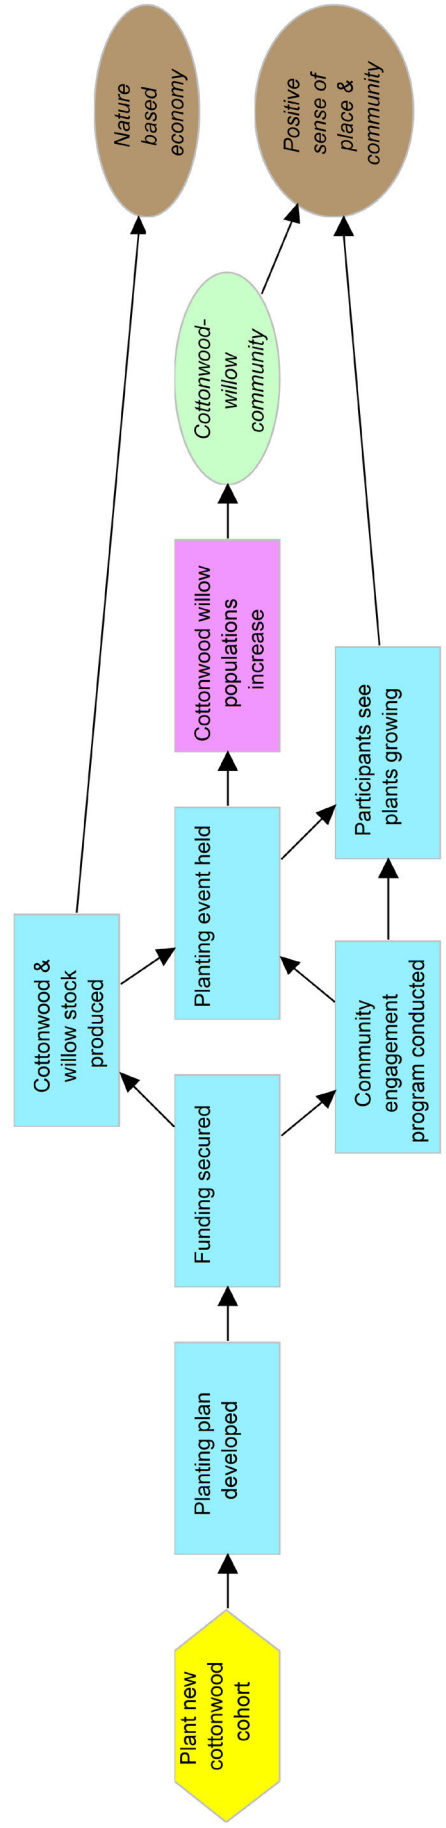 Plant new
cottonwood
cohort
Planting plan
developed
Funding secured
Cottonwood &
willow stock
produced
Community
engagement
program conducted
Planting event held
Participants see
plants growing
Cottonwood willow
populations
increase
Cottonwood-
willow
community
Nature
based
economy
Positive
sense of
place &
community